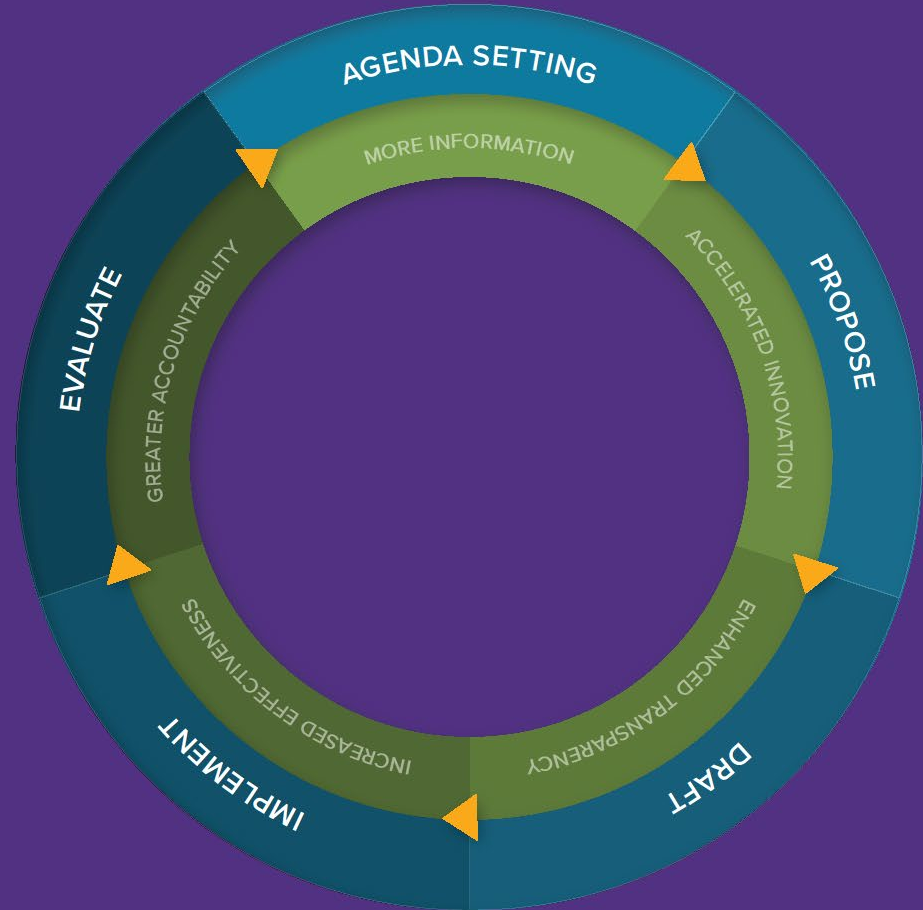 AGENDA SETTING
MORE INFORMATION
PROPOSE
ACCELERATED INNOVATION
DRAFT
ENHANCED TRANSPARENCY
IMPLEMENT
INCREASED EFFECTIVENESS
EVALUATE
GREATER ACCOUNTABILITY